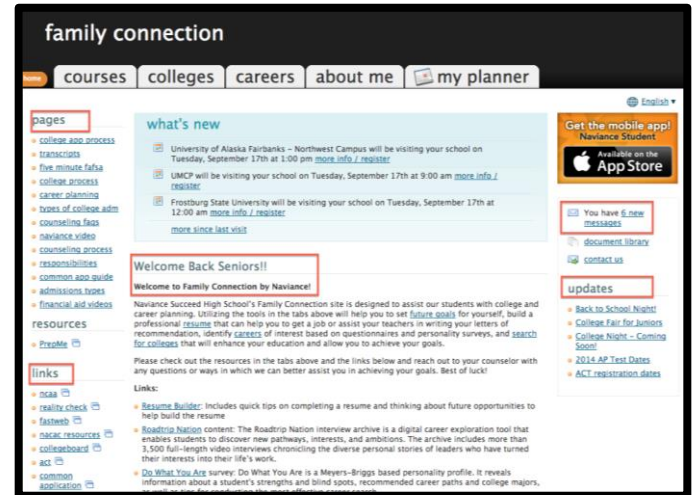 family connection
home
courses
colleges
careers
about me
my planner
English
pages
college app process
transcripts
five minute fafsa
college process
career planning
types of college adm
counseling faqs
naviance video
counseling process
responsibilities
common app guide
admissions types
financial aid videos
resources
PrepMe
links
ncaa
reality check
fastweb
nacac resources
collegeboard
act
common
application
what's new
University of Alaska Fairbanks – Northwest Campus will be visiting your school on
Tuesday, September 17th at 1:00 pm more info / register
UMCP will be visiting your school on Tuesday, September 17th at 9:00 am more info /
register
Frostburg State University will be visiting your school on Tuesday, September 17th at
12:00 am more info / register
more since last visit
Welcome Back Seniors!!
Welcome to Family Connection by Naviance!
Naviance Succeed High School's Family Connection site is designed to assist our students with college and
career planning. Utilizing the tools in the tabs above will help you to set future goals for yourself, build a
professional resume that can help you to get a job or assist your teachers in writing your letters of
recommendation, identify careers of interest based on questionnaires and personality surveys, and search
for colleges that will enhance your education and allow you to achieve your goals.
Please check out the resources in the tabs above and the links below and reach out to your counselor with
any questions or ways in which we can better assist you in achieving your goals. Best of luck!
Links:
Resume Builder: Includes quick tips on completing a resume and thinking about future opportunities to
help build the resume
Roadtrip Nation content: The Roadtrip Nation interview archive is a digital career exploration tool that
enables students to discover new pathways, interests, and ambitions. The archive includes more than
3,500 full-length video interviews chronicling the diverse personal stories of leaders who have turned
their interests into their life's work.
Do What You Are survey: Do What You Are is a Meyers-Briggs based personality profile. It reveals
information about a student's strengths and blind spots, recommended career paths and college majors,
as well as tips for conducting the most effective career search.
Get the mobile app!
Naviance Student
Available on the
App Store
You have 6 new
messages
document library
contact us
updates
Back to School Night!
College Fair for Juniors
College Night – Coming
Soon!
2014 AP Test Dates
ACT registration dates